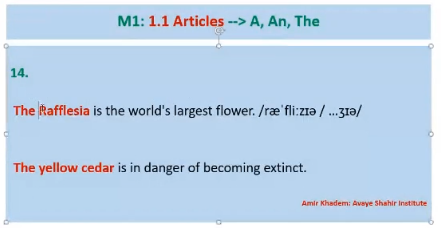 M1: 1.1 Articles --> A, An, The
14.
The Rafflesia is the world's largest flower. /ræˈfliːzɪə / ...ʒɪə/
The yellow cedar is in danger of becoming extinct.
Amir Khadem: Avaye Shahir Institute